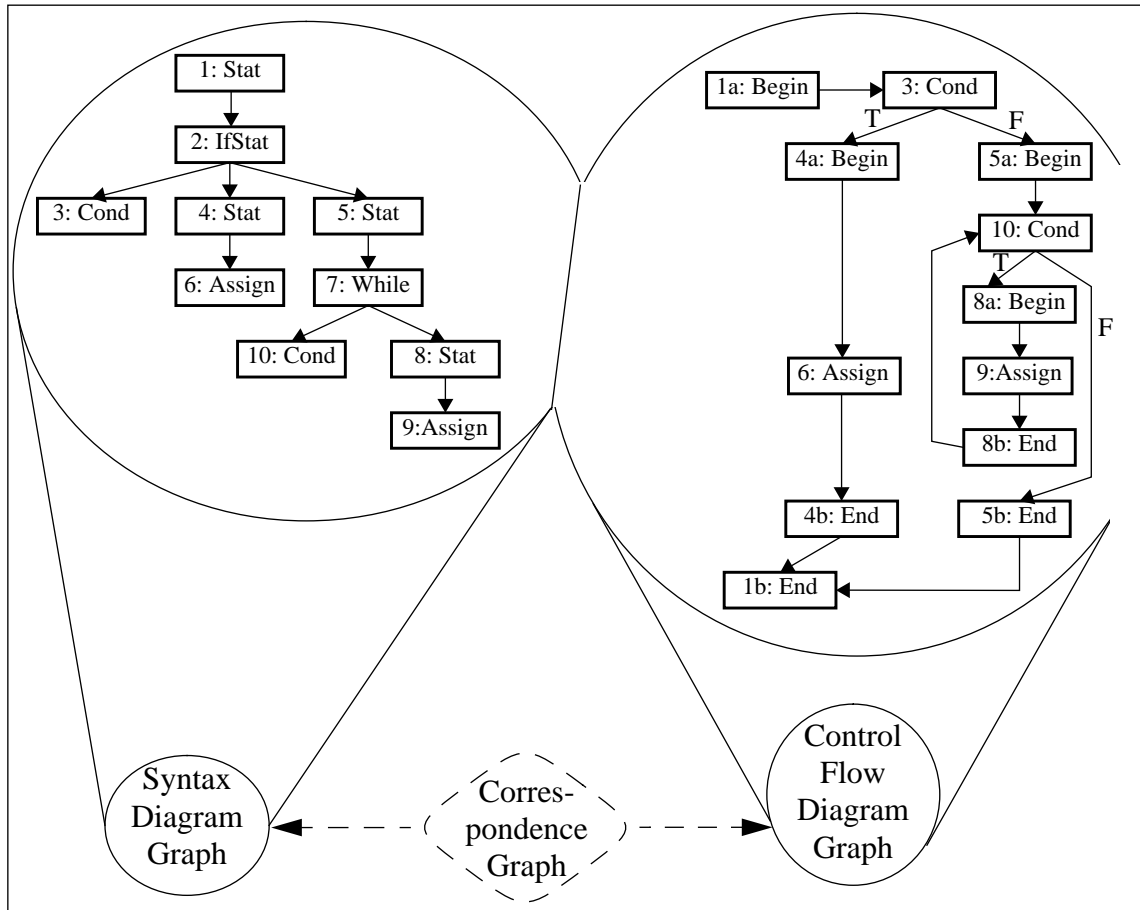 1: Stat
2: IfStat
3: Cond
4: Stat
5: Stat
6: Assign
7: While
10: Cond
8: Stat
9:Assign
1a: Begin
3: Cond
T
F
4a: Begin
5a: Begin
10: Cond
T
8a: Begin
F
6: Assign
9:Assign
8b: End
4b: End
5b: End
1b: End
Syntax
Diagram
Graph
Corres-
pondence
Graph
Control
Flow
Diagram
Graph